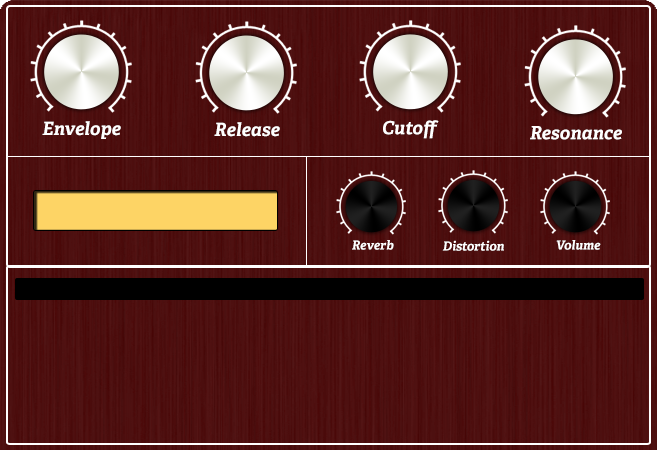 Envelope
Release
Cutoff
Resonance
Reverb
Distortion
Volume